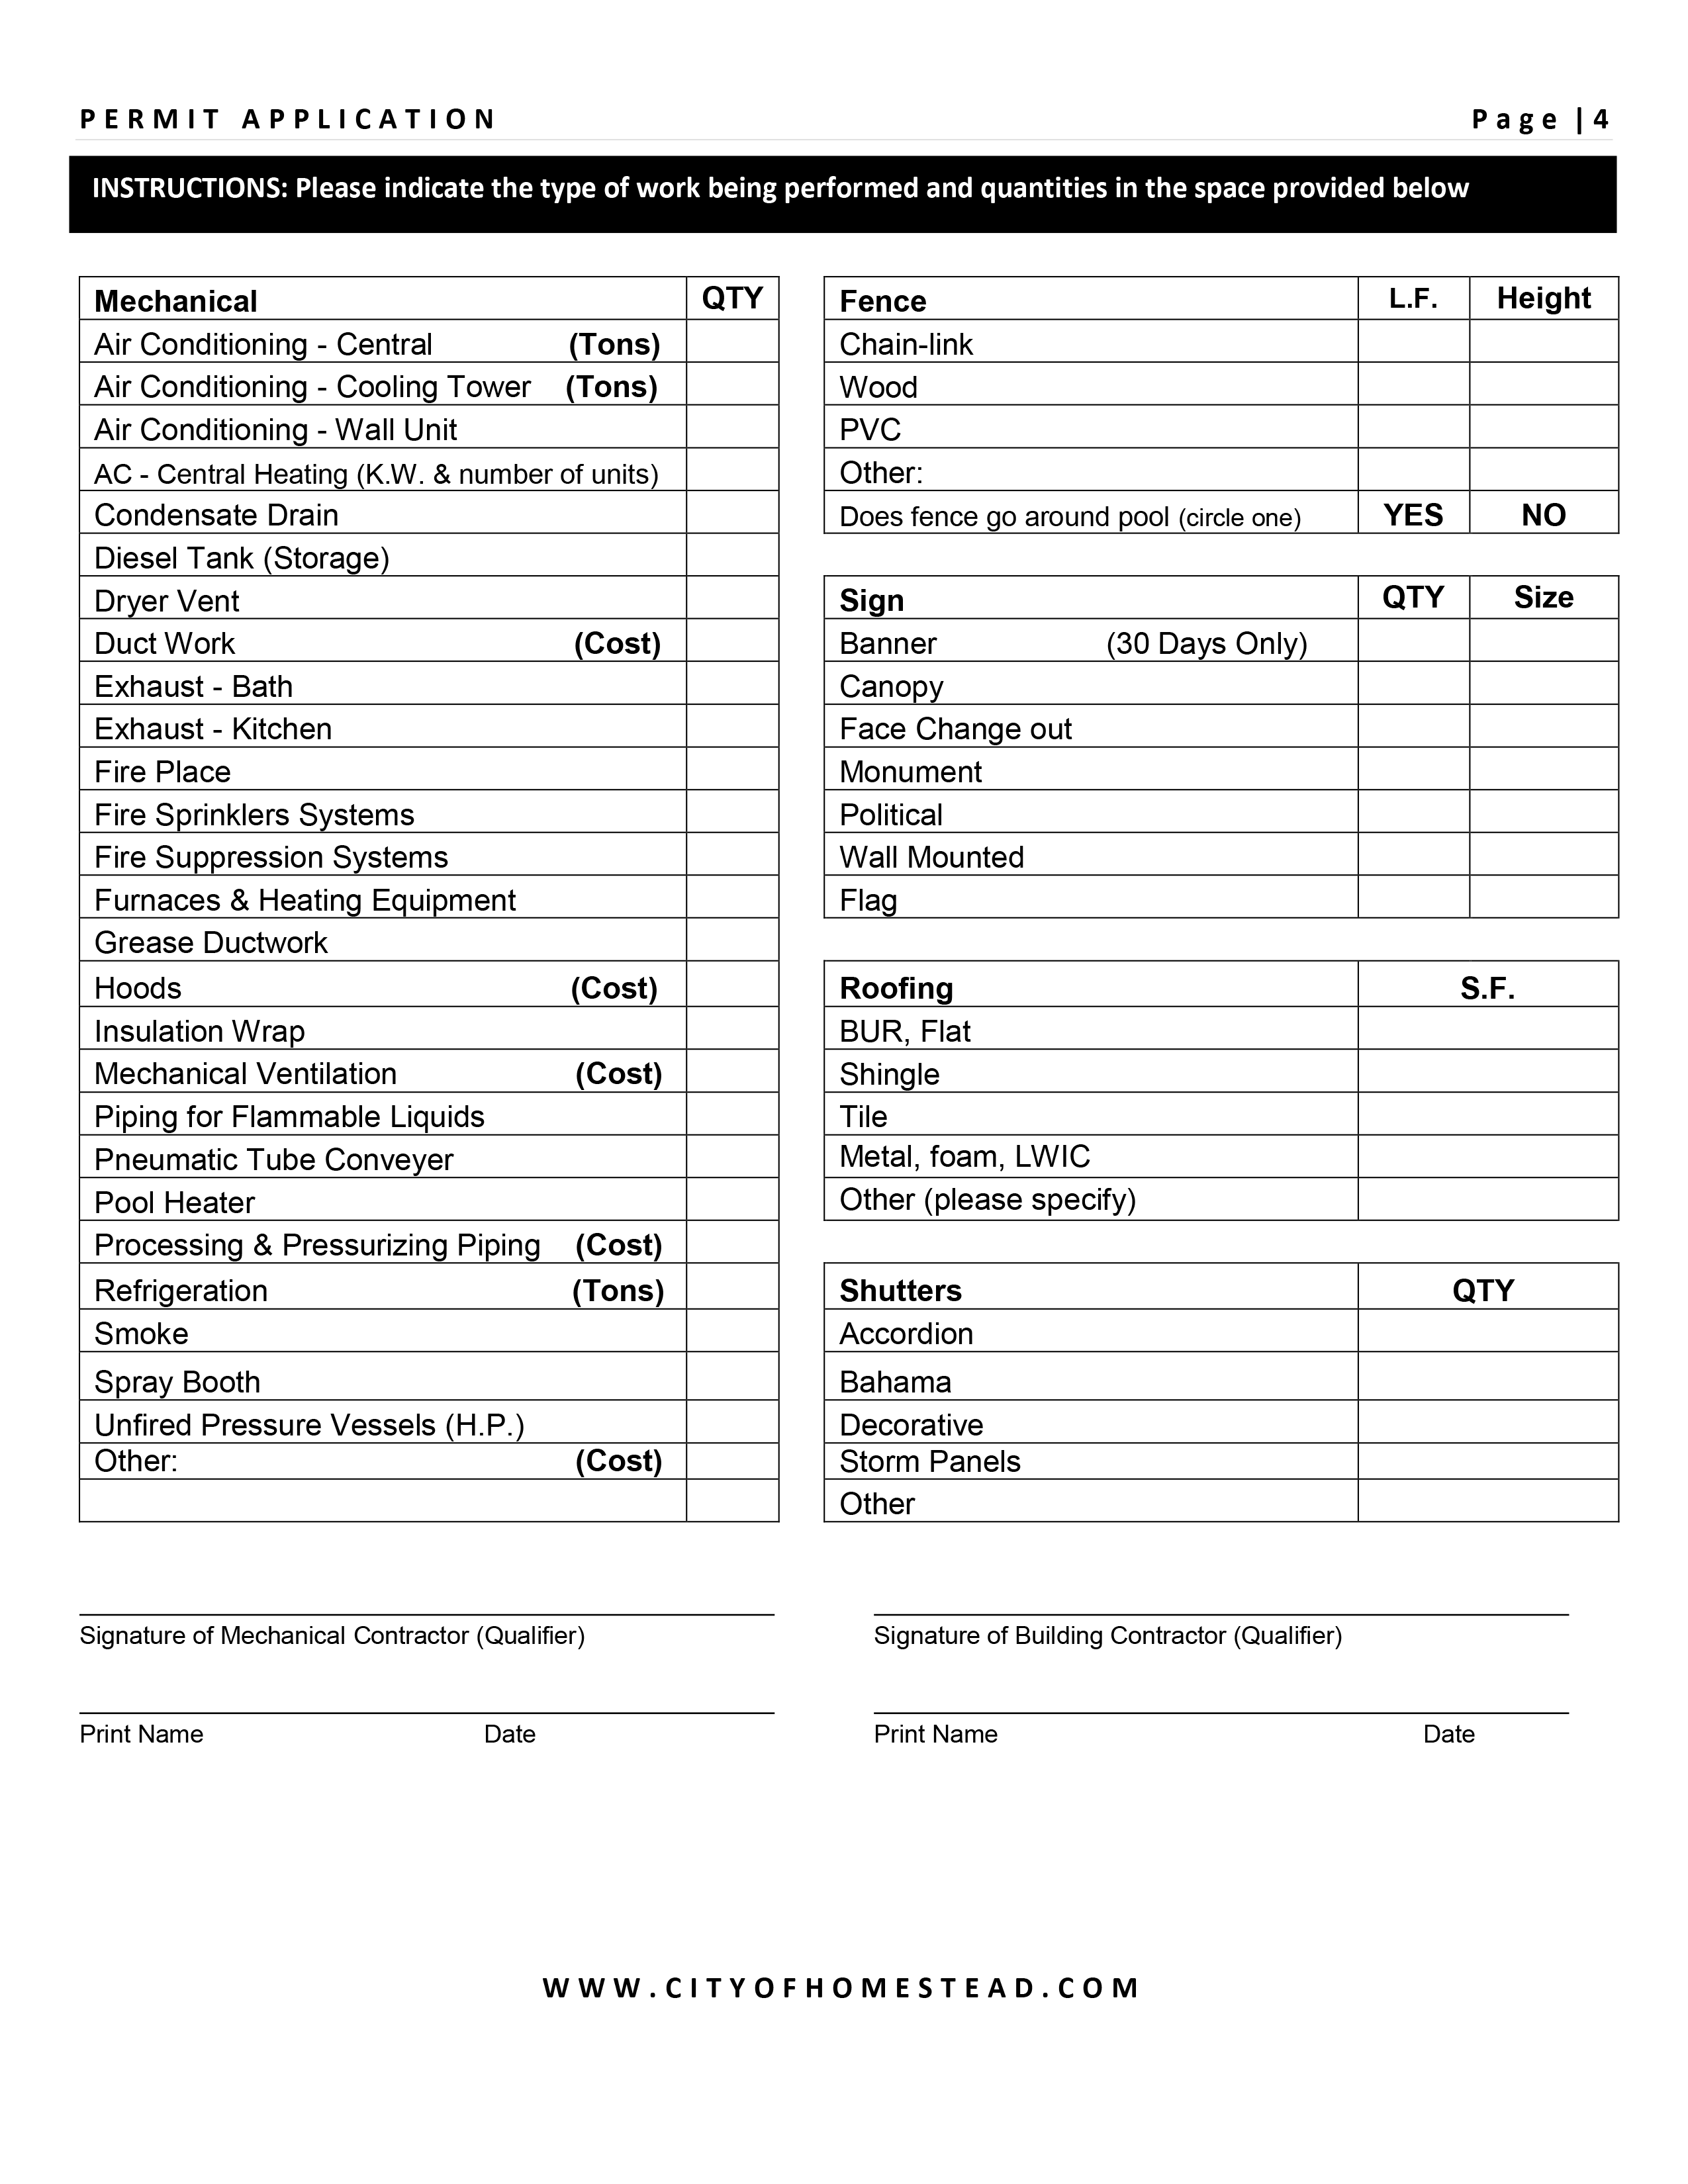 PERMIT APPLICATION Page | 4
INSTRUCTIONS: Please indicate the type of work being performed and quantities in the space provided below
Mechanical QTY
Air Conditioning - Central (Tons)
Air Conditioning - Cooling Tower (Tons)
Air Conditioning - Wall Unit
AC - Central Heating (K.W. & number of units)
Condensate Drain
Diesel Tank (Storage)
Dryer Vent
Duct Work (Cost)
Exhaust - Bath
Exhaust - Kitchen
Fire Place
Fire Sprinklers Systems
Fire Suppression Systems
Furnaces & Heating Equipment
Grease Ductwork
Hoods (Cost)
Insulation Wrap
Mechanical Ventilation (Cost)
Piping for Flammable Liquids
Pneumatic Tube Conveyer
Pool Heater
Processing & Pressurizing Piping (Cost)
Refrigeration (Tons)
Smoke
Spray Booth
Unfired Pressure Vessels (H.P.)
Other: (Cost)
Fence L.F. Height
Chain-link
Wood
PVC
Other:
Does fence go around pool (circle one) YES NO
Sign QTY Size
Banner (30 Days Only)
Canopy
Face Change out
Monument
Political
Wall Mounted
Flag
Roofing S.F.
BUR, Flat
Shingle
Tile
Metal, foam, LWIC
Other (please specify)
Shutters QTY
Accordion
Bahama
Decorative
Storm Panels
Other
Signature of Mechanical Contractor (Qualifier)
Print Name Date
Signature of Building Contractor (Qualifier)
Print Name Date
WWW.CITYOFHOMESTEAD.COM